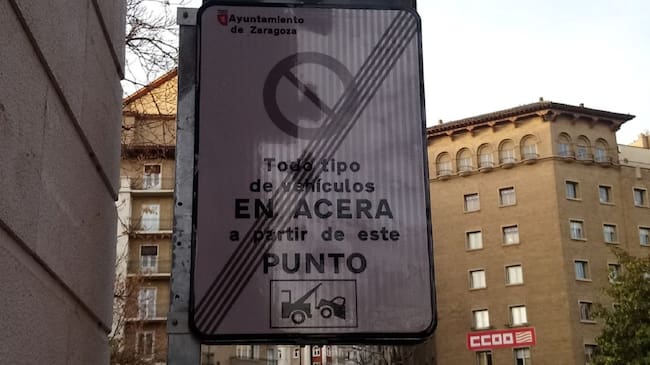 Ayuntamiento
de Zaragoza
Todo tipo
de vehículos
EN ACERA
a partir de este
PUNTO
CCOO